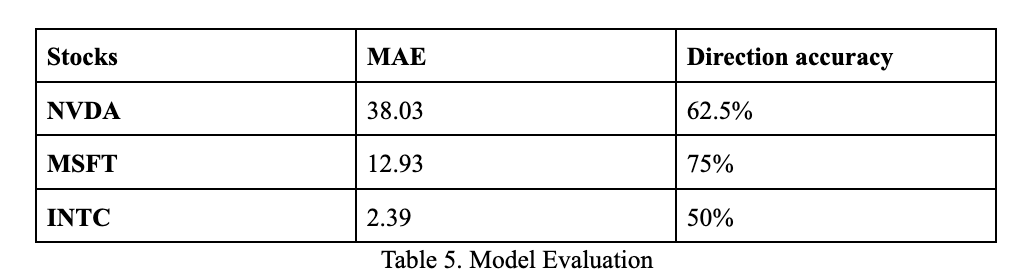 Stocks MAE Direction accuracy
NVDA 38.03 62.5%
MSFT 12.93 75%
INTC 2.39 50%
Table 5. Model Evaluation